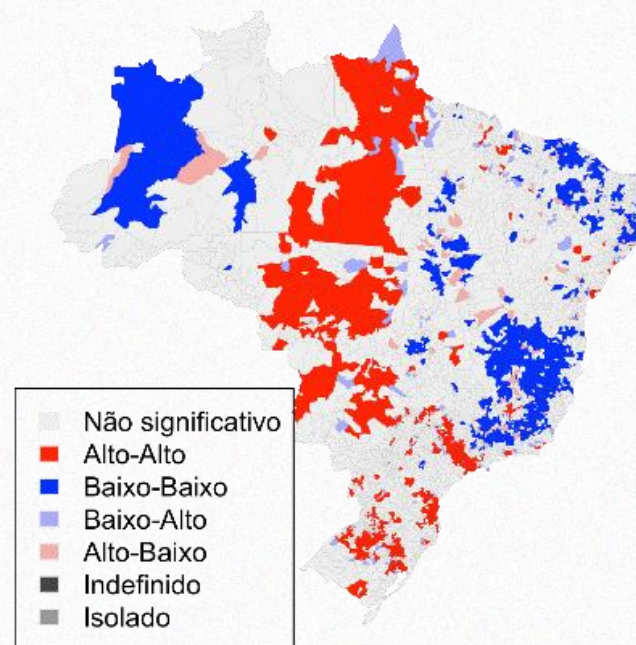 Não significativo
Alto-Alto
Baixo-Baixo
Baixo-Alto
Alto-Baixo
Indefinido
Isolado